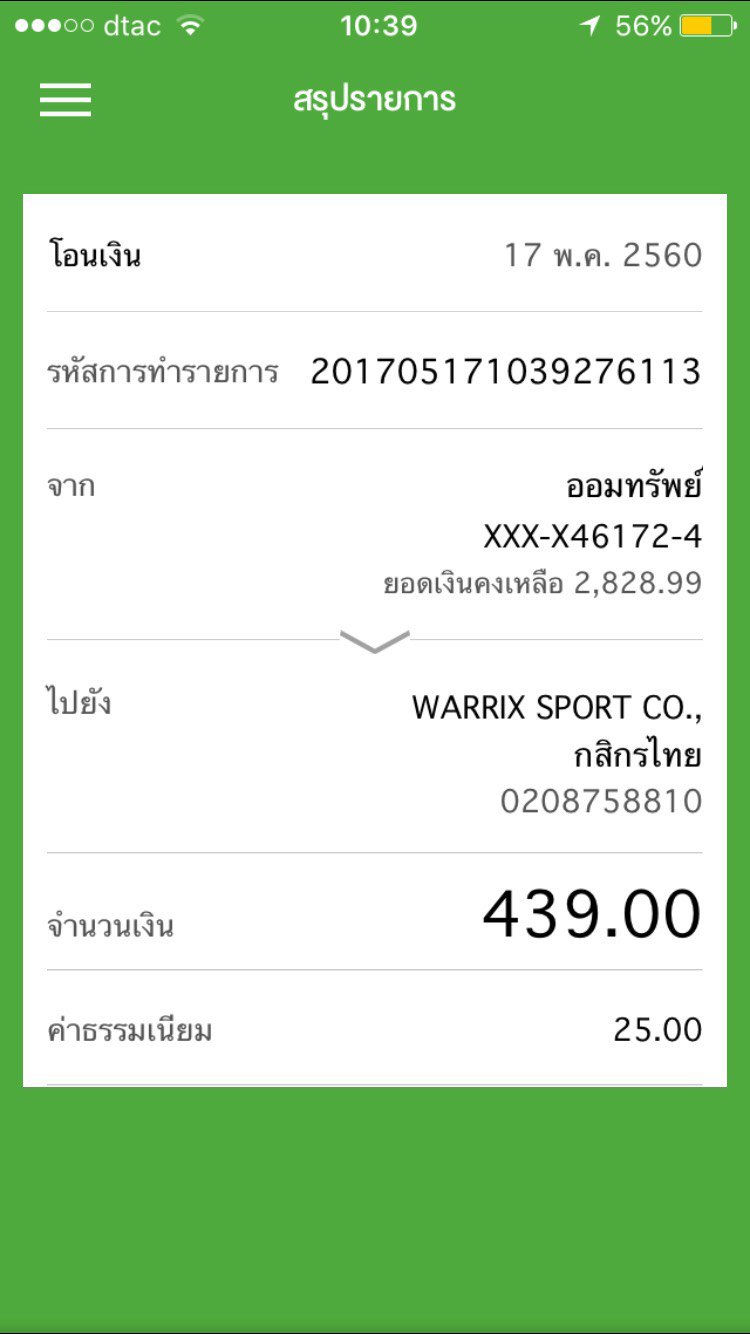 dtac 10:39 56%
สรุปรายการ
โอนเงิน 17 พ.ค. 2560
รหัสการทำรายการ 201705171039276113
จาก ออมทรัพย์
XXX-X46172-4
ยอดเงินคงเหลือ 2,828.99
ไปยัง WARRIX SPORT CO.,
กสิกรไทย
0208758810
จำนวนเงิน 439.00
ค่าธรรมเนียม 25.00